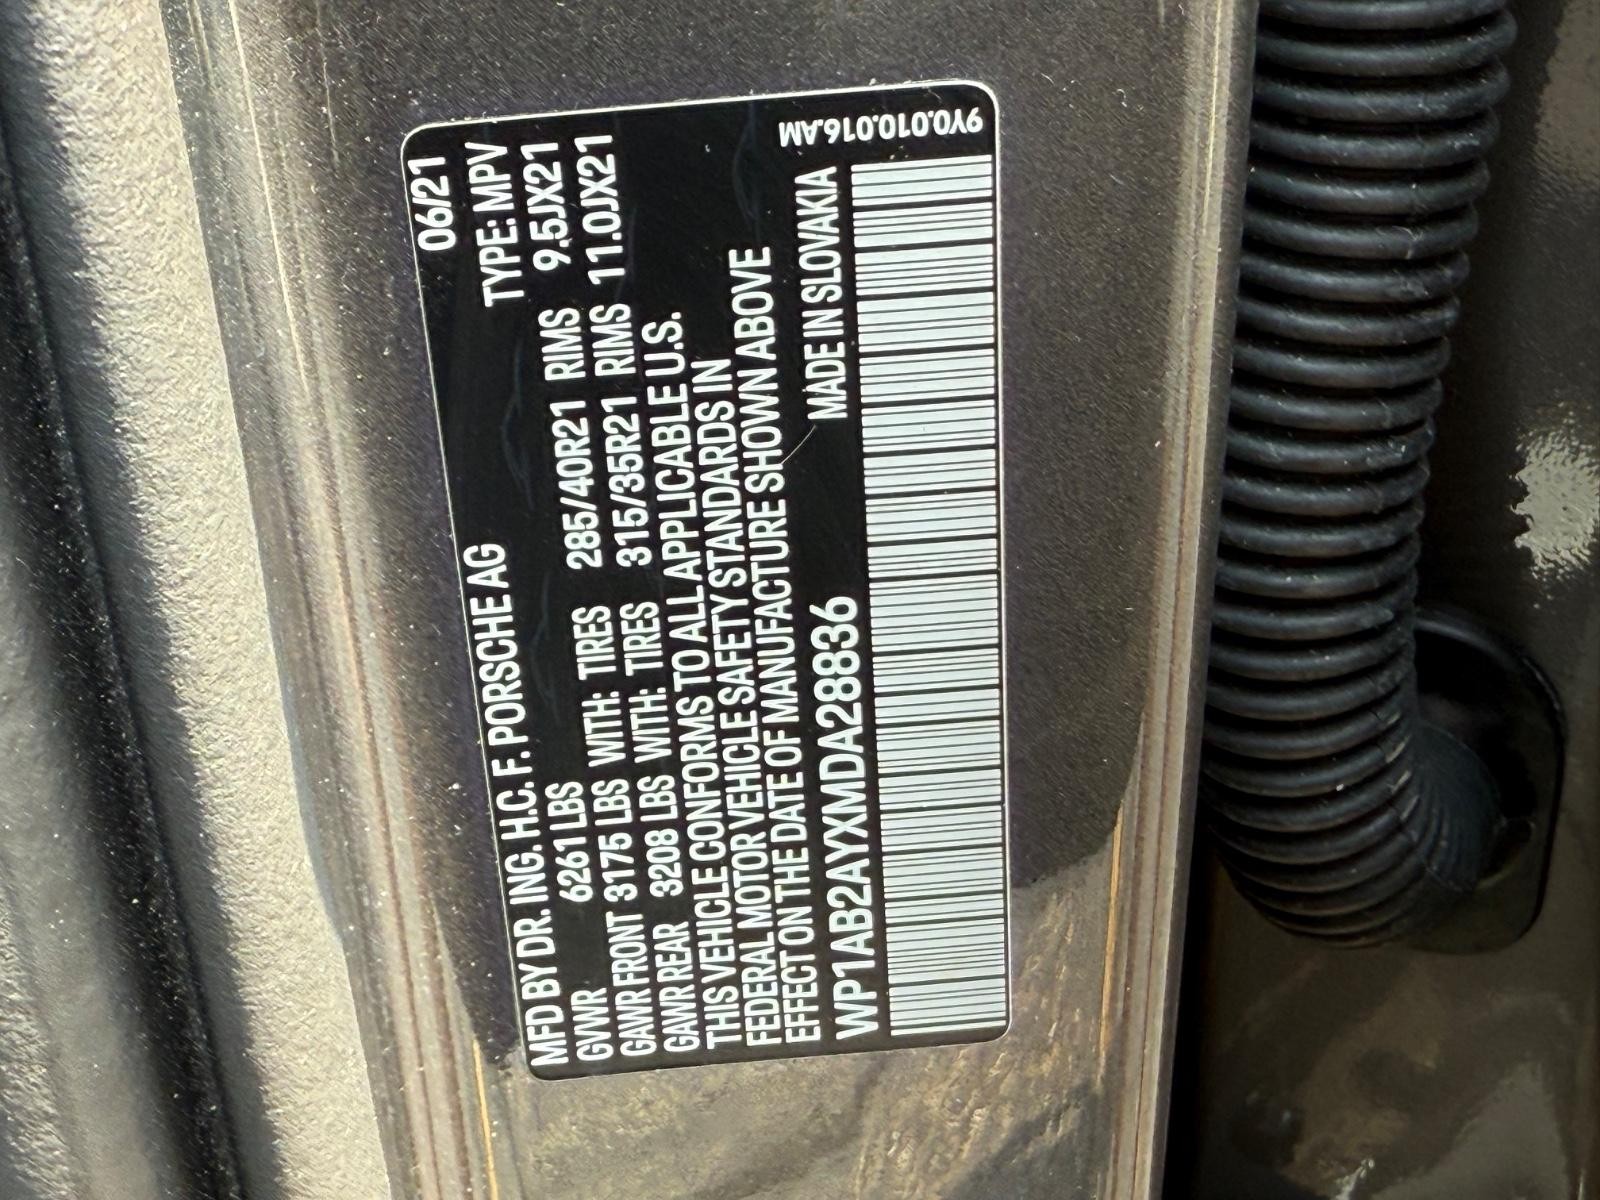 MFD BY DR. ING. H.C. F. PORSCHE AG 06/21
GVWR 6261 LBS TYPE: MPV
GAWR FRONT 3175 LBS WITH: TIRES 285/40R21 RIMS 9.5JX21
GAWR REAR 3208 LBS WITH: TIRES 315/35R21 RIMS 11.0JX21
THIS VEHICLE CONFORMS TO ALL APPLICABLE U.S.
FEDERAL MOTOR VEHICLE SAFETY STANDARDS IN
EFFECT ON THE DATE OF MANUFACTURE SHOWN ABOVE
WP1AB2AYXMDA28836 MADE IN SLOVAKIA
9Y0.010.016.AM